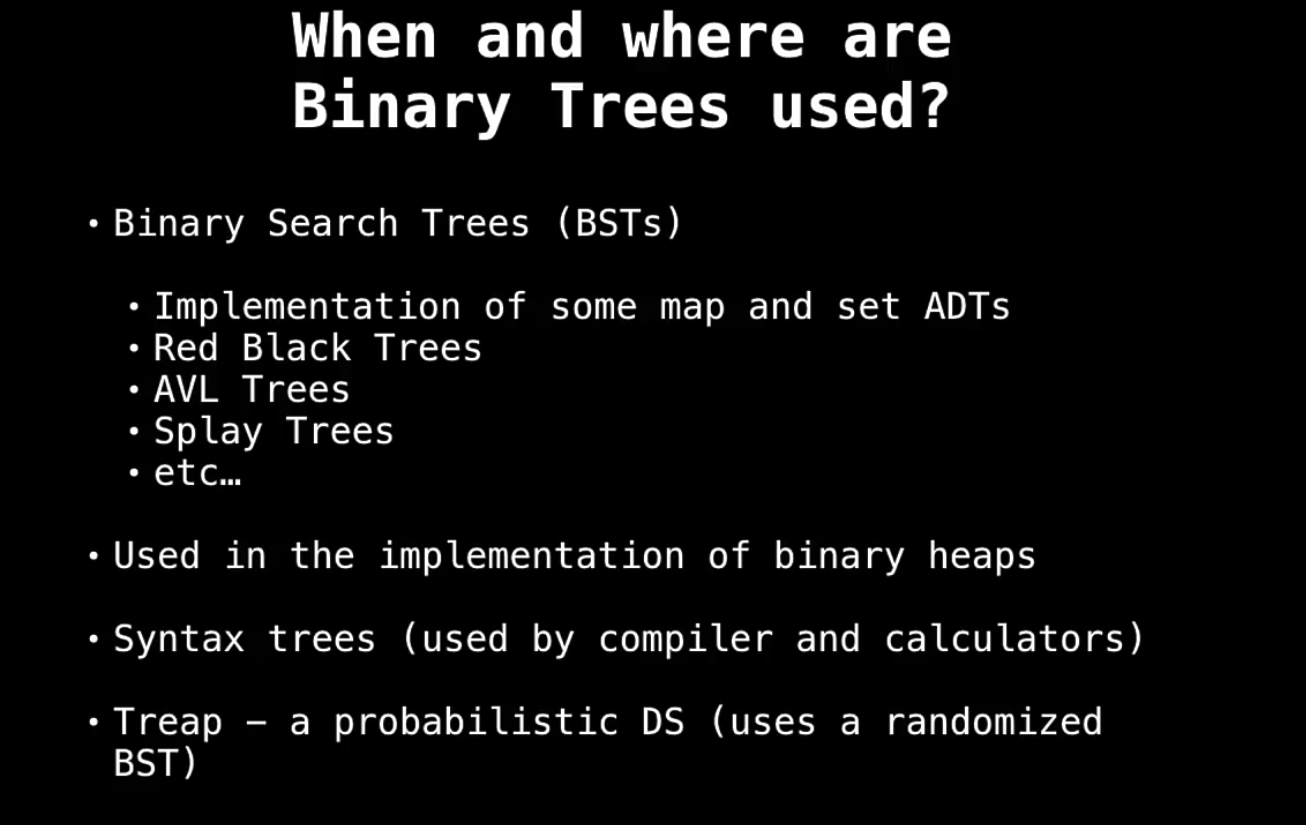 When and where are
Binary Trees used?
• Binary Search Trees (BSTs)
• Implementation of some map and set ADTs
• Red Black Trees
• AVL Trees
• Splay Trees
• etc…
• Used in the implementation of binary heaps
• Syntax trees (used by compiler and calculators)
• Treap – a probabilistic DS (uses a randomized
BST)